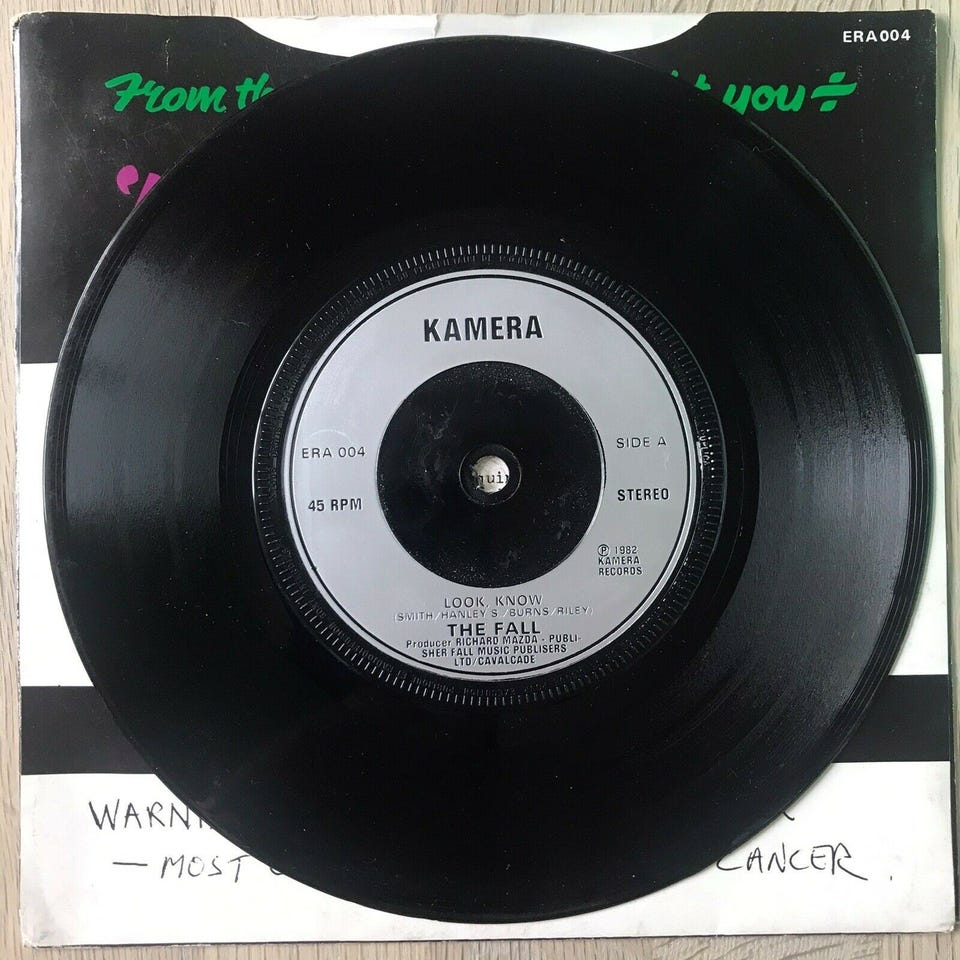 ERA004
From th you÷
KAMERA
ERA 004
SIDE A
45 RPM
STEREO
℗ 1982
KAMERA
RECORDS
LOOK, KNOW
(SMITH/HANLEY S./BURNS/RILEY)
THE FALL
Producer RICHARD MAZDA - PUBLI-
SHER FALL MUSIC PUBLISERS
LTD/CAVALCADE
WARN
— MOST CANCER.